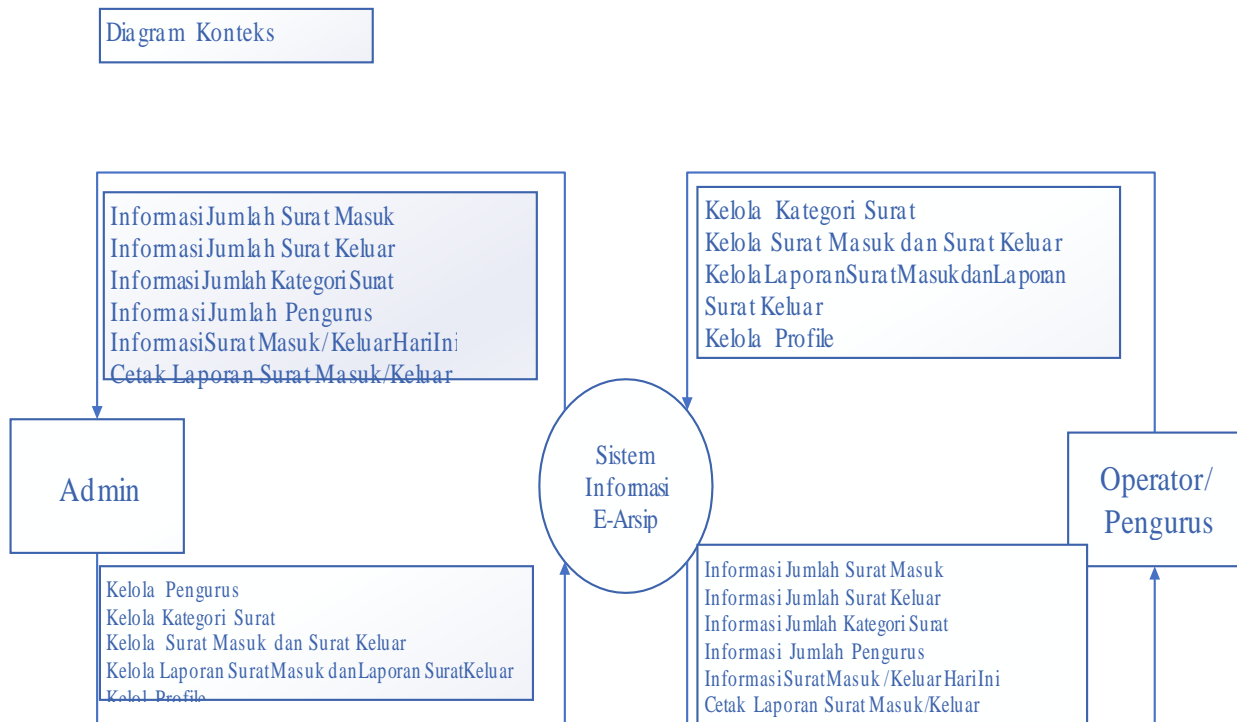 Diagram Konteks
Informasi Jumlah Surat Masuk
Informasi Jumlah Surat Keluar
Informasi Jumlah Kategori Surat
Informasi Jumlah Pengurus
Informasi Surat Masuk/Keluar Hari Ini
Cetak Laporan Surat Masuk/Keluar
Kelola Kategori Surat
Kelola Surat Masuk dan Surat Keluar
Kelola Laporan Surat Masuk dan Laporan
Surat Keluar
Kelola Profile
Admin
Sistem
Informasi
E-Arsip
Operator/
Pengurus
Kelola Pengurus
Kelola Kategori Surat
Kelola Surat Masuk dan Surat Keluar
Kelola Laporan Surat Masuk dan Laporan Surat Keluar
Kelol Profile
Informasi Jumlah Surat Masuk
Informasi Jumlah Surat Keluar
Informasi Jumlah Kategori Surat
Informasi Jumlah Pengurus
Informasi Surat Masuk /Keluar Hari Ini
Cetak Laporan Surat Masuk/Keluar